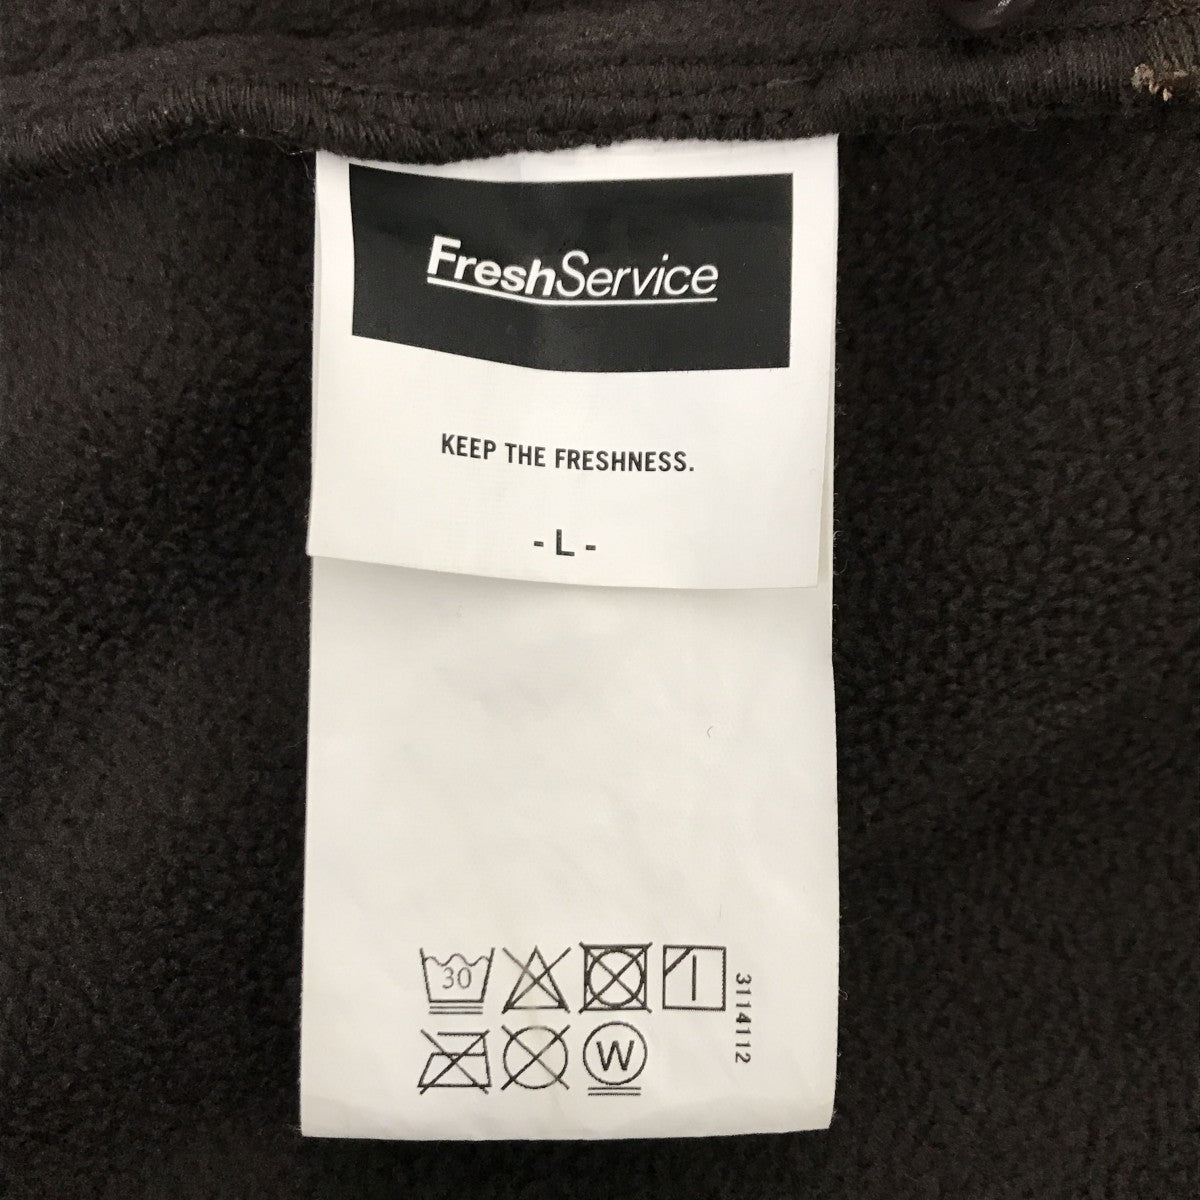 FreshService
KEEP THE FRESHNESS.
- L -
30
3114112
W